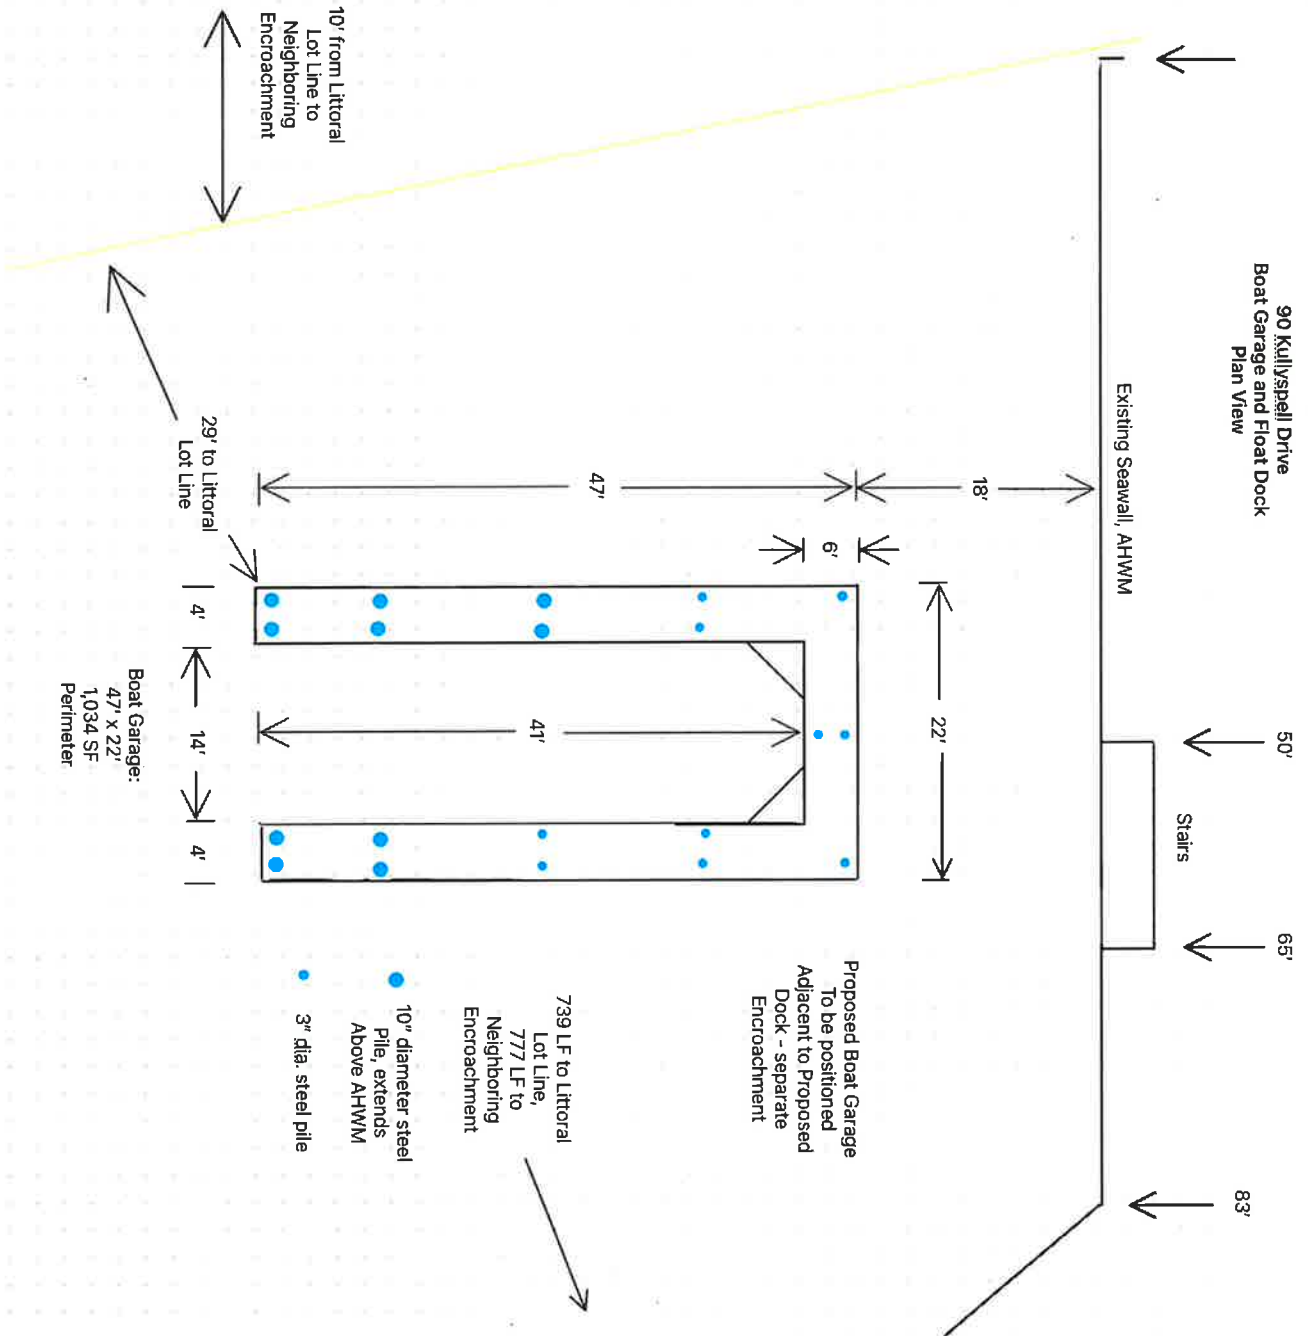 90 Kullyspell Drive
Boat Garage and Float Dock
Plan View
50'
65'
83'
Stairs
Existing Seawall, AHWM
18'
47'
6'
22'
41'
4'
14'
4'
10' from Littoral
Lot Line to
Neighboring
Encroachment
29' to Littoral
Lot Line
Boat Garage:
47' x 22'
1,034 SF
Perimeter
Proposed Boat Garage
To be positioned
Adjacent to Proposed
Dock - separate
Encroachment
739 LF to Littoral
Lot Line,
777 LF to
Neighboring
Encroachment
10" diameter steel
Pile, extends
Above AHWM
3" dia. steel pile